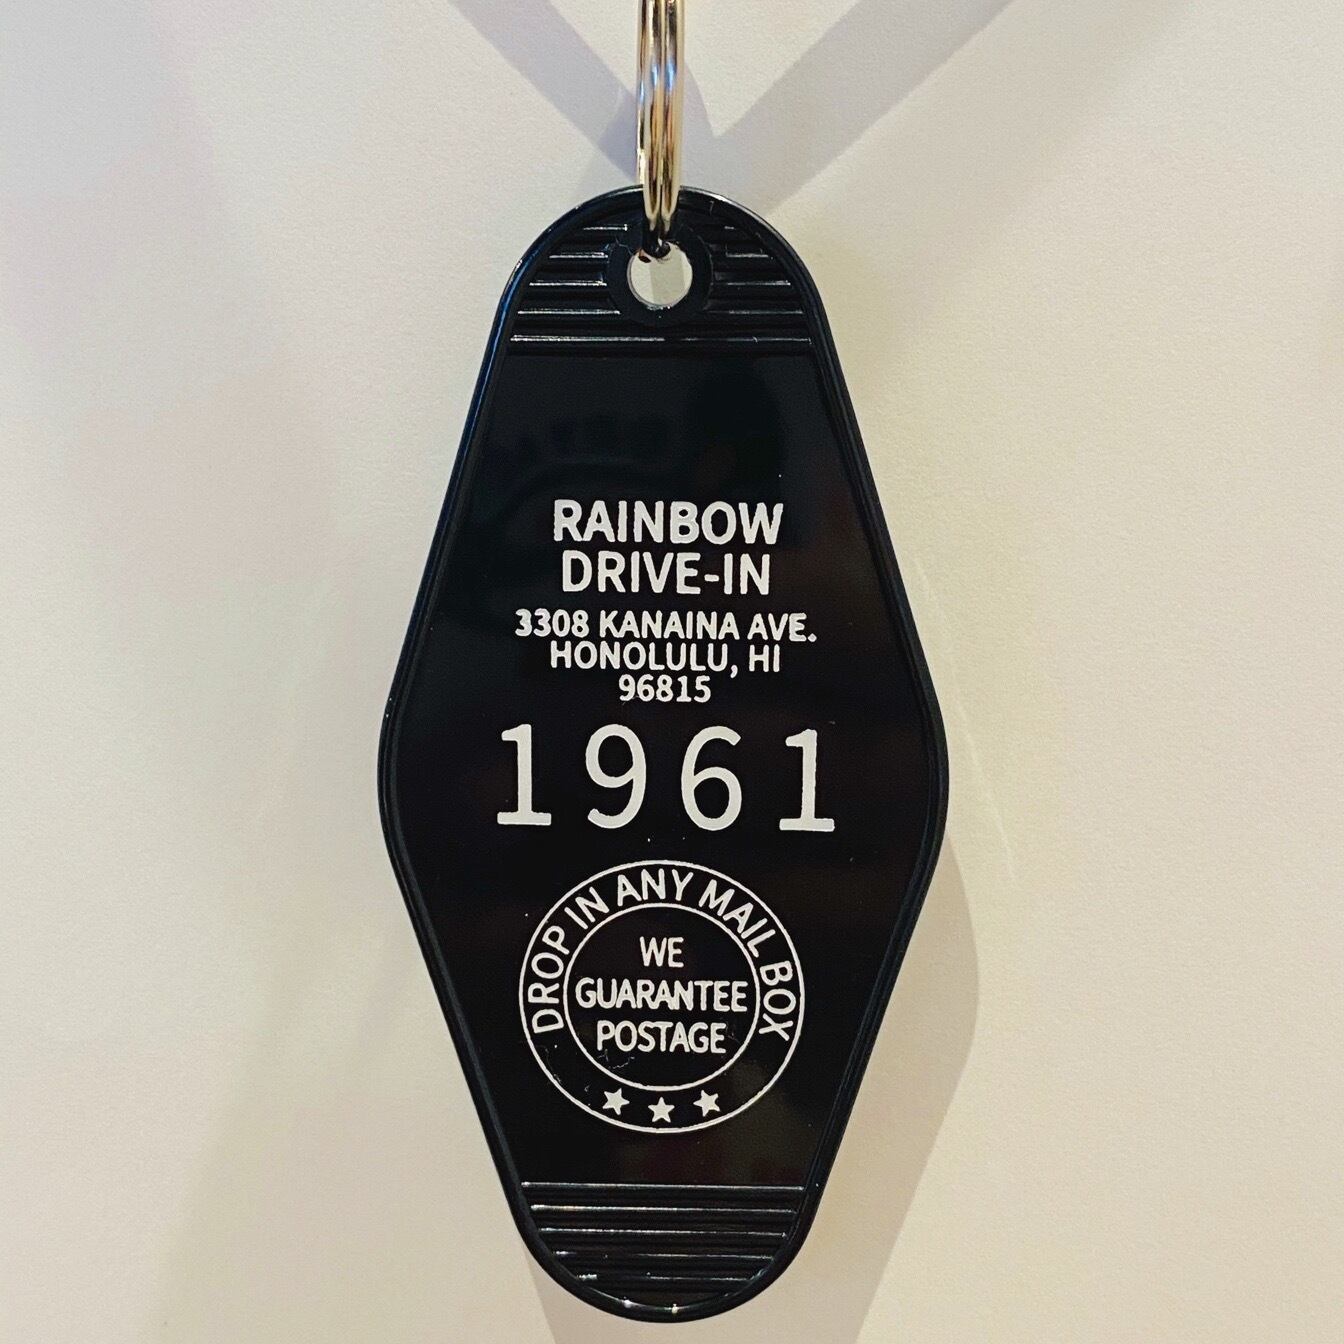 RAINBOW
DRIVE-IN
3308 KANAINA AVE.
HONOLULU, HI
96815
1961
DROP IN ANY MAIL BOX
WE
GUARANTEE
POSTAGE